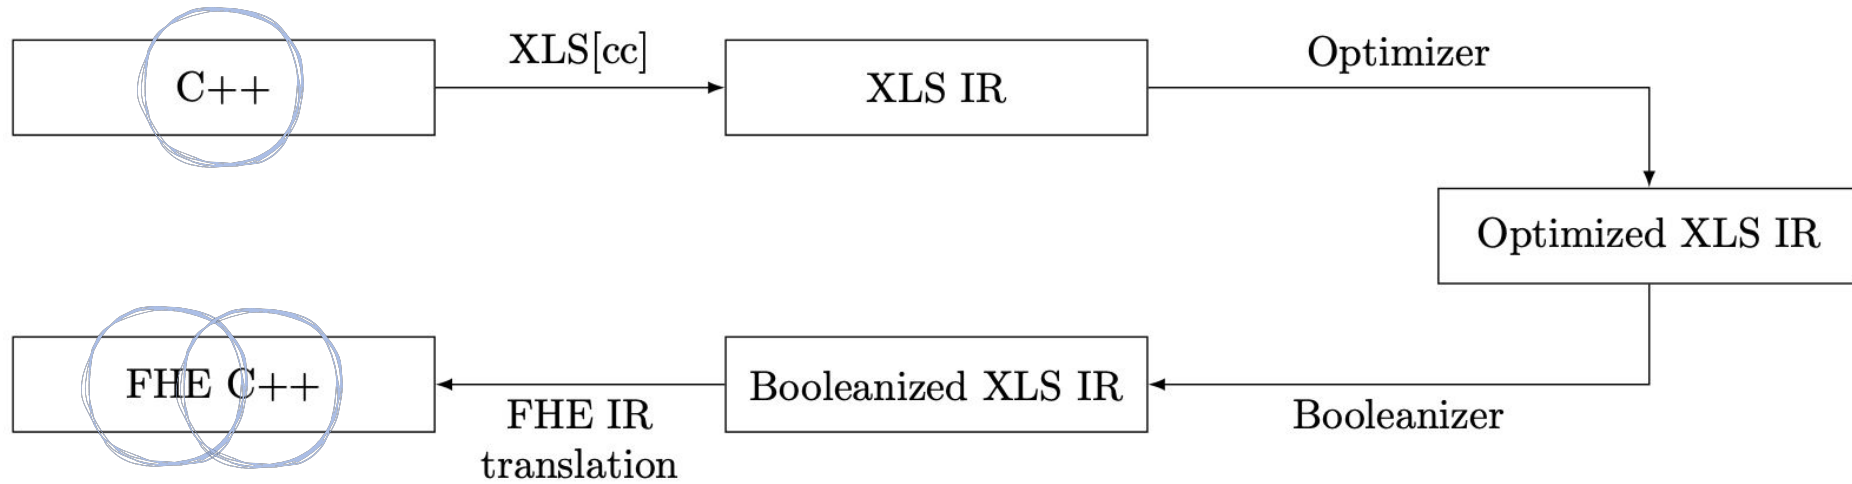 C++
XLS[cc]
XLS IR
Optimizer
Optimized XLS IR
Booleanizer
Booleanized XLS IR
FHE IR
translation
FHE C++